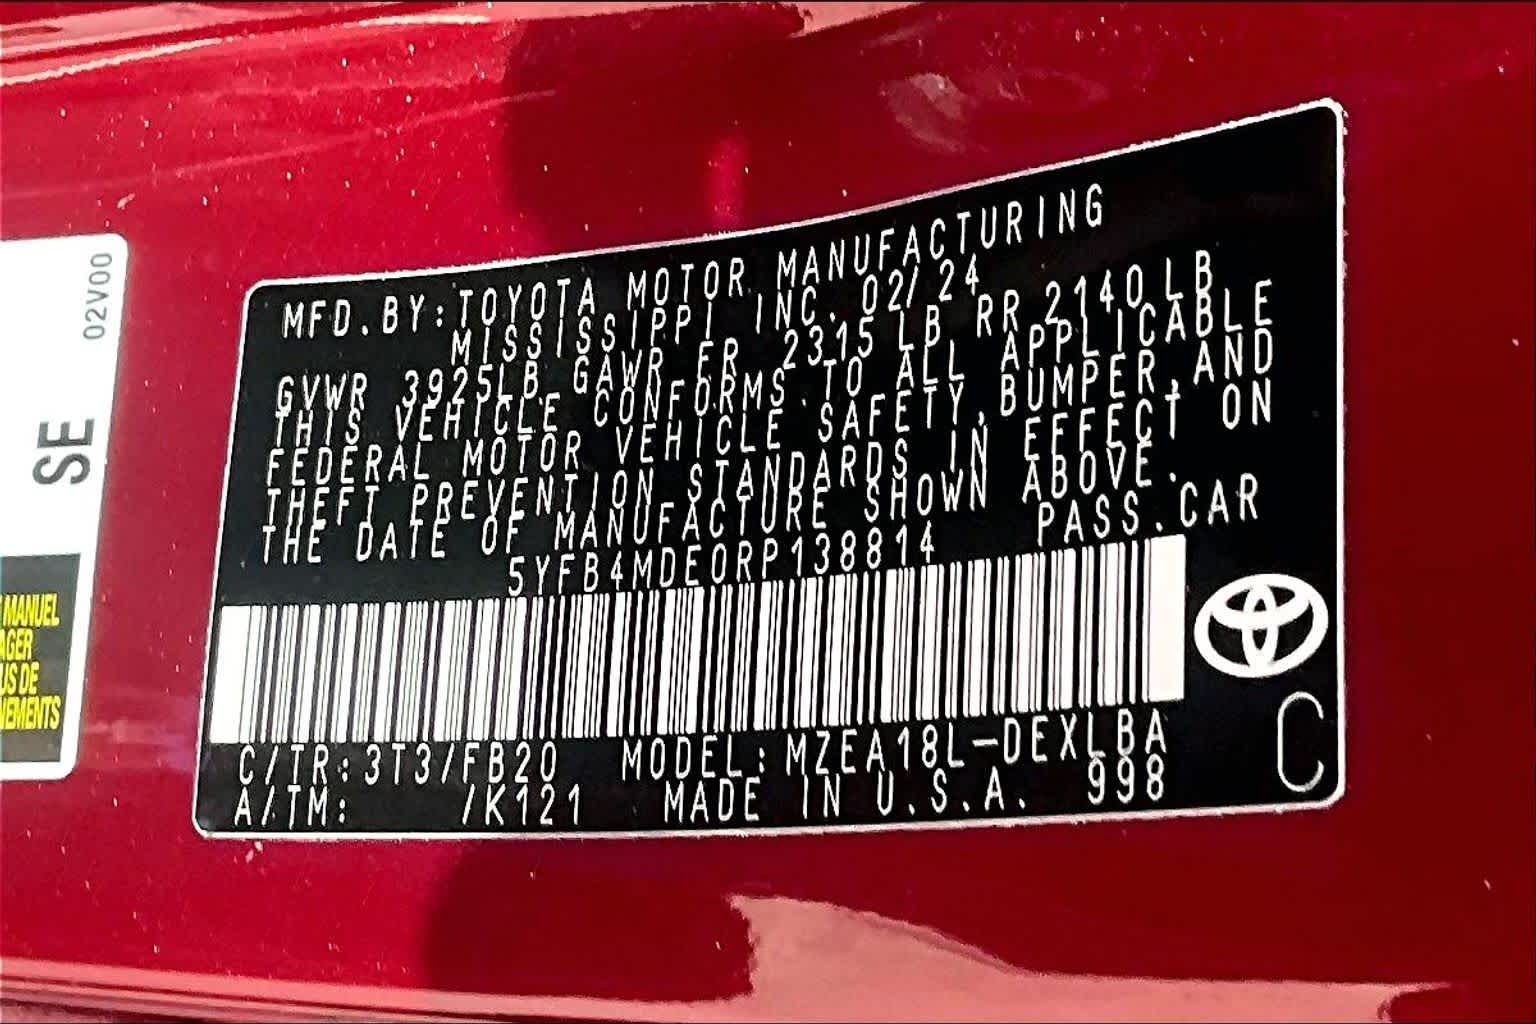 02V00
SE
MANUEL
AGER
US DE
VEMENTS
MFD.BY:TOYOTA MOTOR MANUFACTURING
MISSISSIPPI INC. 02/24
GVWR 3925LB GAWR FR 2315 LB RR 2140LB
THIS VEHICLE CONFORMS TO ALL APPLICABLE
FEDERAL MOTOR VEHICLE SAFETY,BUMPER,AND
THEFT PREVENTION STANDARDS IN EFFECT ON
THE DATE OF MANUFACTURE SHOWN ABOVE.
5YFB4MDE0RP138814 PASS.CAR
C/TR:3T3/FB20 MODEL:MZEA18L-DEXLBA
A/TM: /K121 MADE IN U.S.A. 998
C